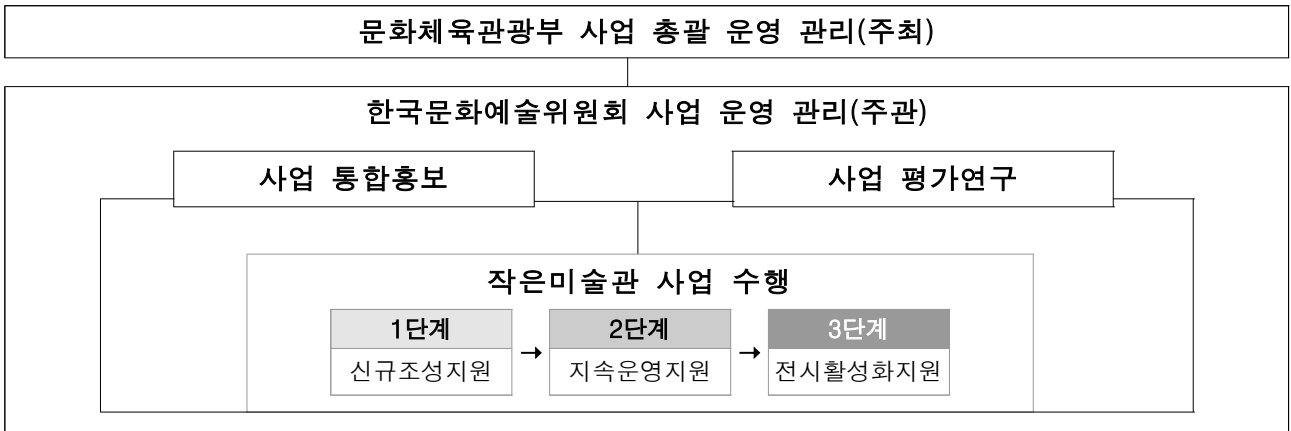 문화체육관광부 사업 총괄 운영 관리(주최)
한국문화예술위원회 사업 운영 관리(주관)
사업 통합홍보
사업 평가연구
작은미술관 사업 수행
1단계 → 2단계 → 3단계
신규조성지원 지속운영지원 전시활성화지원